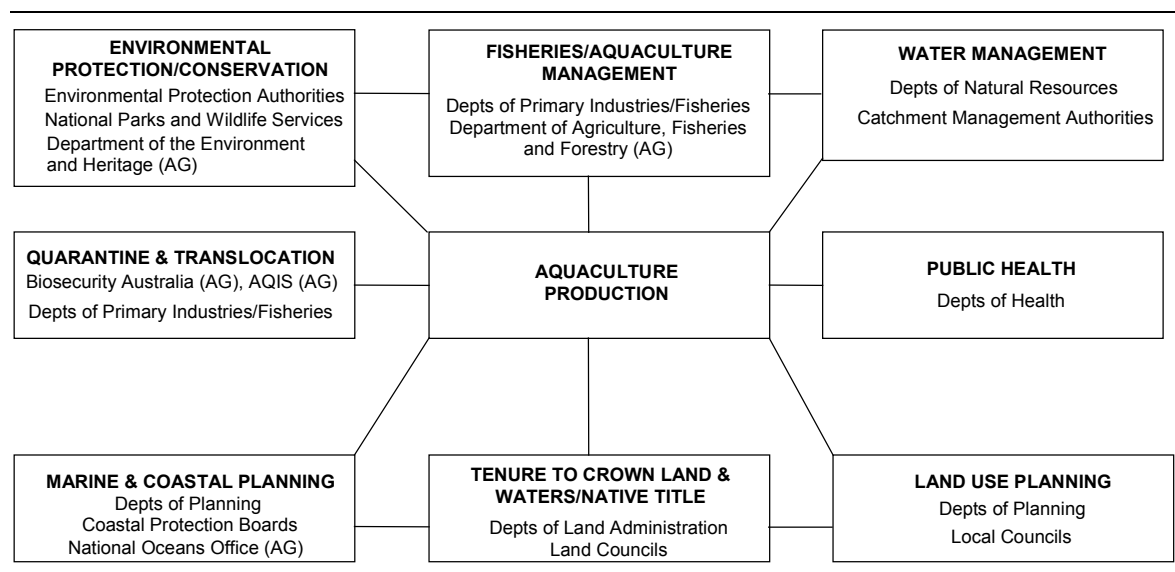 ENVIRONMENTAL
PROTECTION/CONSERVATION
Environmental Protection Authorities
National Parks and Wildlife Services
Department of the Environment
and Heritage (AG)
FISHERIES/AQUACULTURE
MANAGEMENT
Depts of Primary Industries/Fisheries
Department of Agriculture, Fisheries
and Forestry (AG)
WATER MANAGEMENT
Depts of Natural Resources
Catchment Management Authorities
QUARANTINE & TRANSLOCATION
Biosecurity Australia (AG), AQIS (AG)
Depts of Primary Industries/Fisheries
AQUACULTURE
PRODUCTION
PUBLIC HEALTH
Depts of Health
MARINE & COASTAL PLANNING
Depts of Planning
Coastal Protection Boards
National Oceans Office (AG)
TENURE TO CROWN LAND &
WATERS/NATIVE TITLE
Depts of Land Administration
Land Councils
LAND USE PLANNING
Depts of Planning
Local Councils